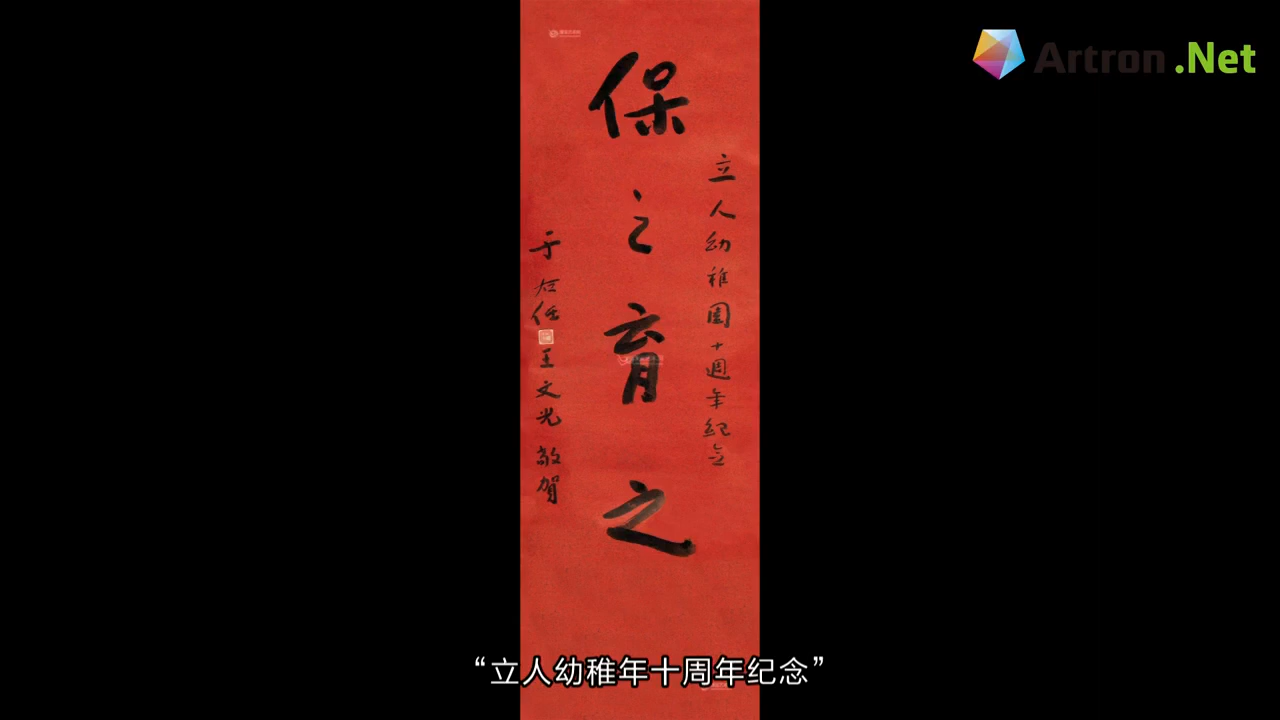 Artron.Net
立人幼稚園十週年紀念
保之育之
于右任
王文光 敬賀
“立人幼稚年十周年纪念”